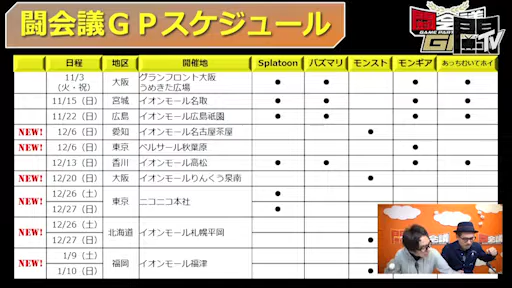 闘会議ＧＰスケジュール
日程 地区 開催地 Splatoon パズマリ モンスト モンギア あっちむいてホイ
11/3（火・祝） 大阪 グランフロント大阪 うめきた広場 ● ● ● ●
11/15（日） 宮城 イオンモール名取 ● ● ● ●
11/22（日） 広島 イオンモール広島祇園 ● ● ● ●
NEW! 12/6（日） 愛知 イオンモール名古屋茶屋 ●
NEW! 12/6（日） 東京 ベルサール秋葉原 ●
12/13（日） 香川 イオンモール高松 ● ● ● ● ●
NEW! 12/20（日） 大阪 イオンモールりんくう泉南 ●
NEW! 12/26（土） 東京 ニコニコ本社 ●
12/27（日） ●
NEW! 12/26（土） 北海道 イオンモール札幌平岡
12/27（日） ●
NEW! 1/9（土） 福岡 イオンモール福津
1/10（日） ●